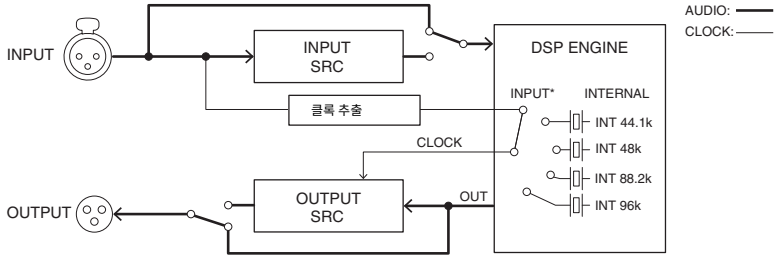 AUDIO:
CLOCK:
INPUT
INPUT
SRC
DSP ENGINE
클록 추출
INPUT*
INTERNAL
INT 44.1k
INT 48k
INT 88.2k
INT 96k
CLOCK
OUTPUT
OUTPUT
SRC
OUT